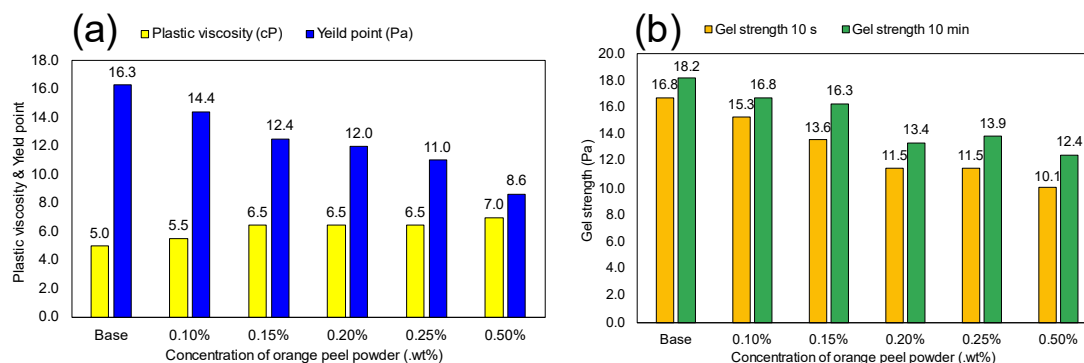 (a)
Plastic viscosity (cP) Yeild point (Pa)
Plastic viscosity & Yield point
18.0
16.0
14.0
12.0
10.0
8.0
6.0
4.0
2.0
0.0
5.0 16.3 5.5 14.4 6.5 12.4 6.5 12.0 6.5 11.0 7.0 8.6
Base 0.10% 0.15% 0.20% 0.25% 0.50%
Concentration of orange peel powder (.wt%)
(b)
Gel strength 10 s Gel strength 10 min
Gel strength (Pa)
20.0
18.0
16.0
14.0
12.0
10.0
8.0
6.0
4.0
2.0
0.0
16.8 18.2 15.3 16.8 13.6 16.3 11.5 13.4 11.5 13.9 10.1 12.4
Base 0.10% 0.15% 0.20% 0.25% 0.50%
Concentration of orange peel powder (.wt%)